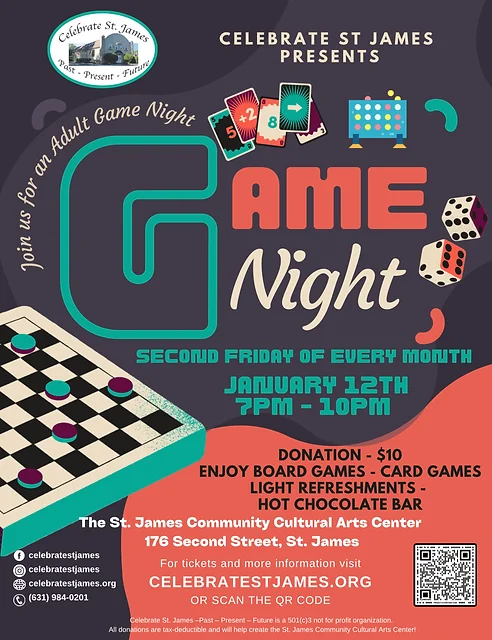 Celebrate St. James
Past - Present - Future
CELEBRATE ST JAMES
PRESENTS
Join us for an Adult Game Night
5 +2 8
GAME
Night
SECOND FRIDAY OF EVERY MONTH
JANUARY 12TH
7PM - 10PM
DONATION - $10
ENJOY BOARD GAMES - CARD GAMES
LIGHT REFRESHMENTS -
HOT CHOCOLATE BAR
The St. James Community Cultural Arts Center
176 Second Street, St. James
For tickets and more information visit
CELEBRATESTJAMES.ORG
OR SCAN THE QR CODE
celebratestjames
celebratestjames
celebratestjames.org
(631) 984-0201
Celebrate St. James –Past – Present – Future is a 501(c)3 not for profit organization.
All donations are tax-deductible and will help create the St. James Community Cultural Arts Center!